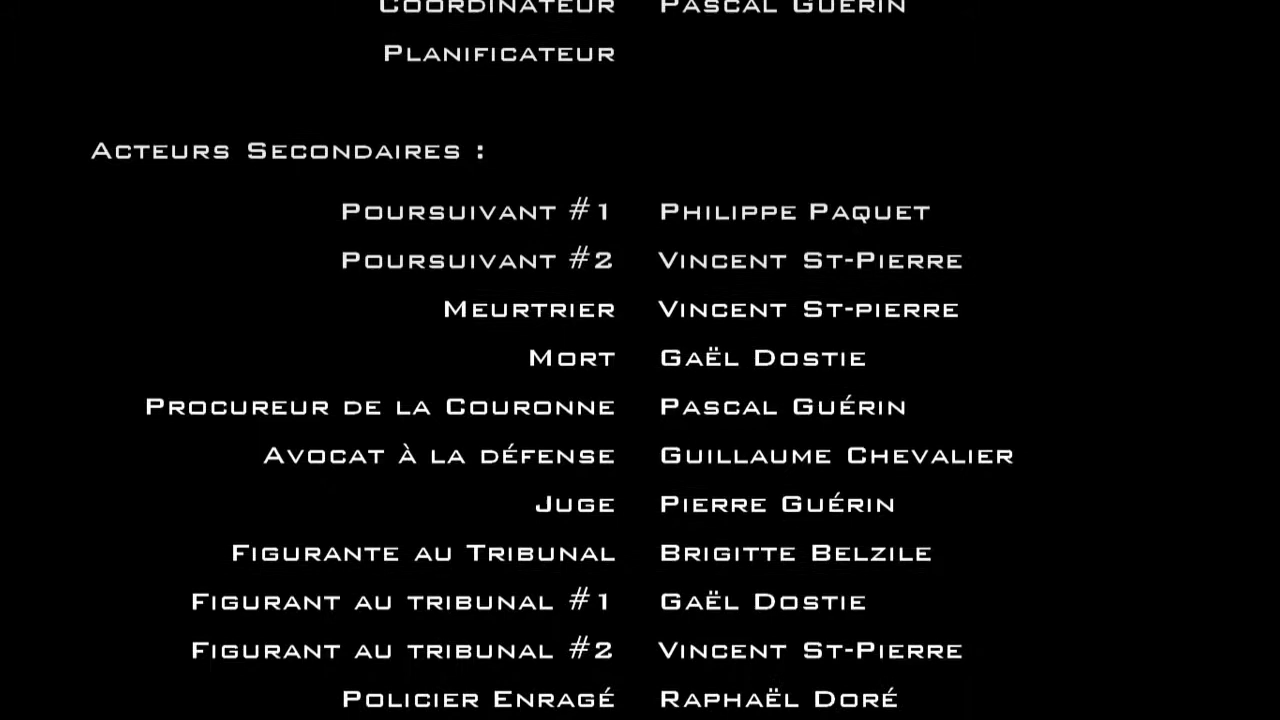 Coordinateur Pascal Guérin
Planificateur
Acteurs Secondaires :
Poursuivant #1 Philippe Paquet
Poursuivant #2 Vincent St-Pierre
Meurtrier Vincent St-pierre
Mort Gaël Dostie
Procureur de la Couronne Pascal Guérin
Avocat à la défense Guillaume Chevalier
Juge Pierre Guérin
Figurante au Tribunal Brigitte Belzile
Figurant au tribunal #1 Gaël Dostie
Figurant au tribunal #2 Vincent St-Pierre
Policier Enragé Raphaël Doré